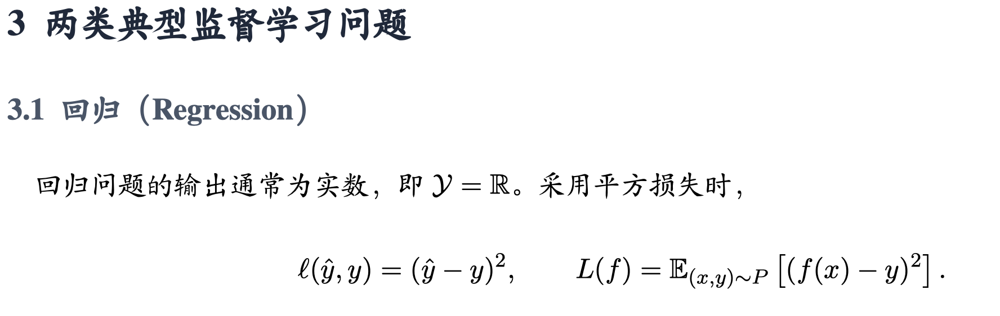 3 两类典型监督学习问题
3.1 回归（Regression）
回归问题的输出通常为实数，即 𝒴 = ℝ。采用平方损失时，
ℓ(ŷ, y) = (ŷ − y)², L(f) = 𝔼₍ₓ,ᵧ₎∼P [(f(x) − y)²].